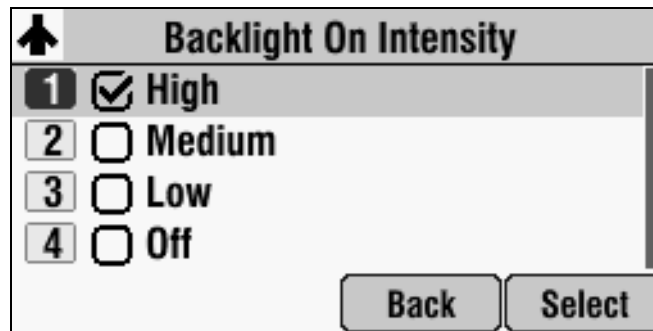 Backlight On Intensity
1 High
2 Medium
3 Low
4 Off
Back Select